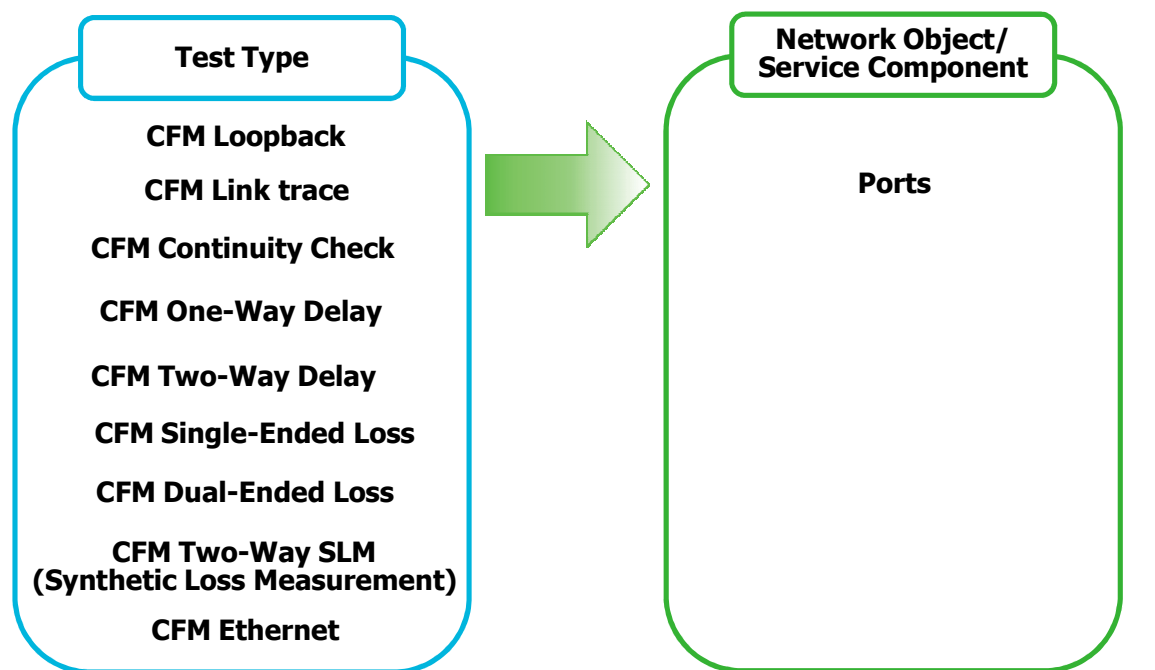 Test Type
CFM Loopback
CFM Link trace
CFM Continuity Check
CFM One-Way Delay
CFM Two-Way Delay
CFM Single-Ended Loss
CFM Dual-Ended Loss
CFM Two-Way SLM
(Synthetic Loss Measurement)
CFM Ethernet
Network Object/
Service Component
Ports